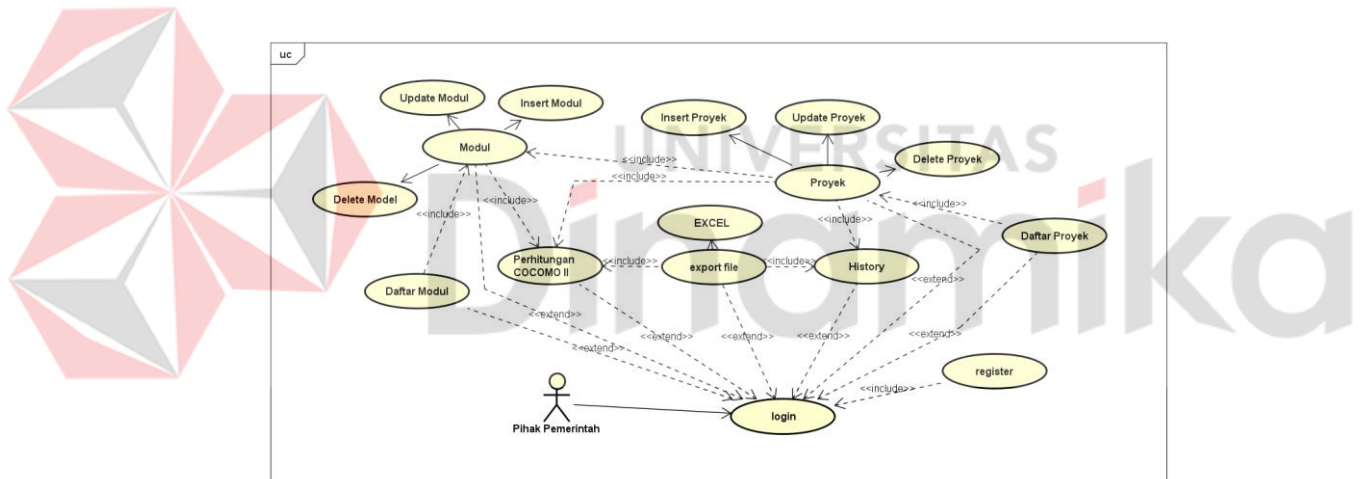 uc
Update Modul
Insert Modul
Insert Proyek
Update Proyek
UNIVERSITAS
Modul
<<include>>
Delete Proyek
<<include>>
Proyek
Delete Model
<<include>>
<<include>>
EXCEL
<<include>>
<<include>>
Daftar Proyek
Perhitungan
COCOMO II
<<include>>
export file
<<include>>
History
Dinamika
Daftar Modul
<<extend>>
<<extend>>
<<extend>>
<<extend>>
<<extend>>
<<extend>>
<<extend>>
register
<<include>>
login
Pihak Pemerintah